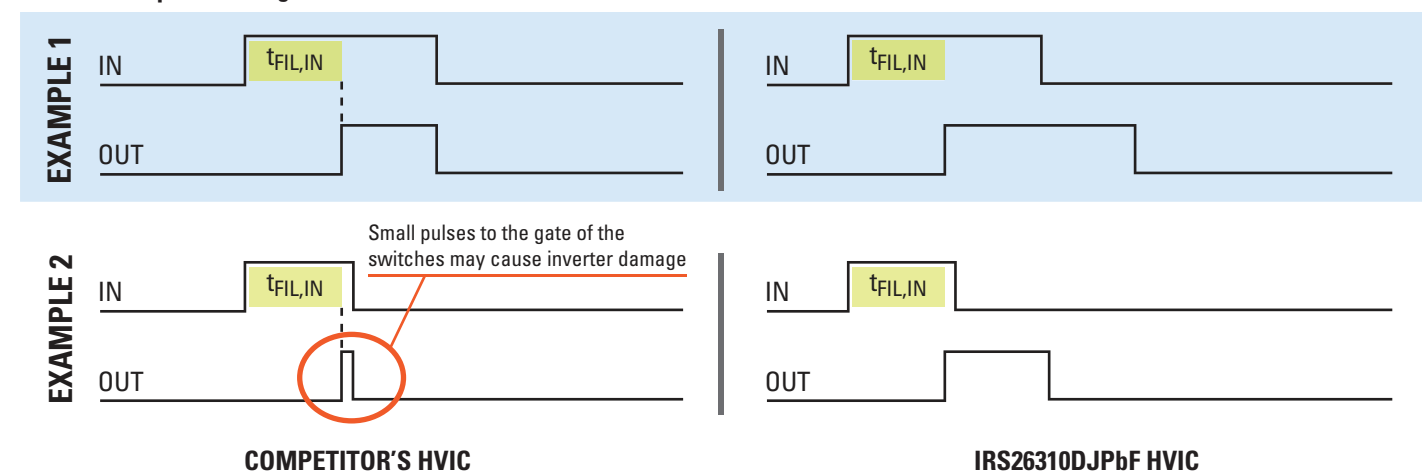 EXAMPLE 1
IN
tFIL,IN
OUT
IN
tFIL,IN
OUT
EXAMPLE 2
Small pulses to the gate of the
switches may cause inverter damage
IN
tFIL,IN
OUT
IN
tFIL,IN
OUT
COMPETITOR'S HVIC
IRS26310DJPbF HVIC